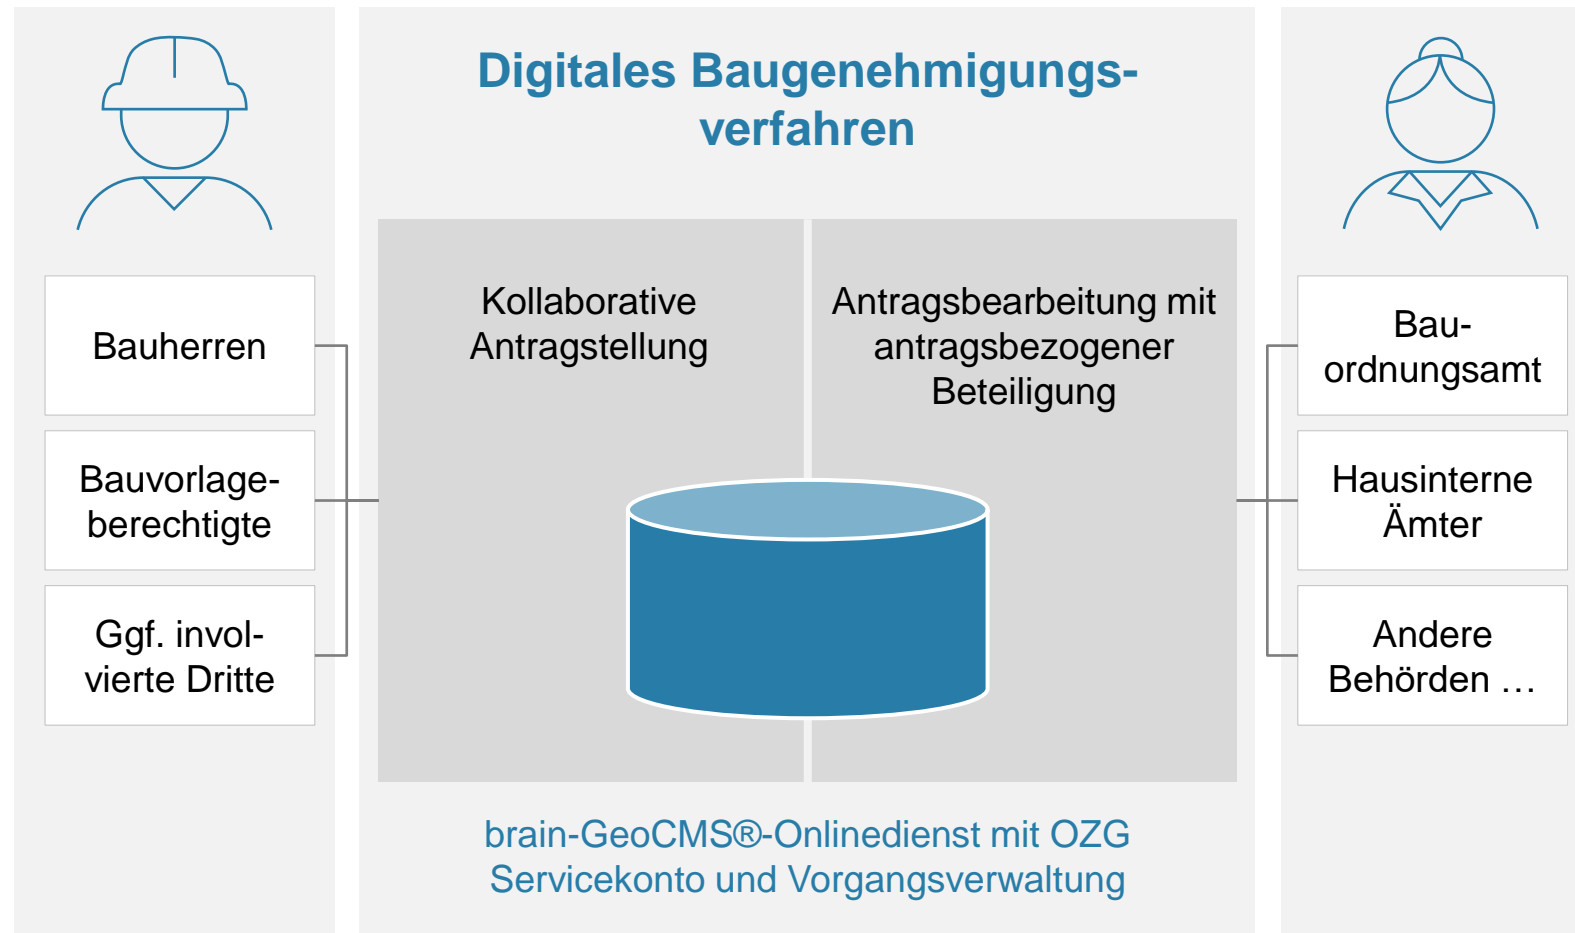 Digitales Baugenehmigungs-
verfahren
Bauherren
Bauvorlage-
berechtigte
Ggf. invol-
vierte Dritte
Kollaborative
Antragstellung
Antragsbearbeitung mit
antragsbezogener
Beteiligung
Bau-
ordnungsamt
Hausinterne
Ämter
Andere
Behörden …
brain-GeoCMS®-Onlinedienst mit OZG
Servicekonto und Vorgangsverwaltung